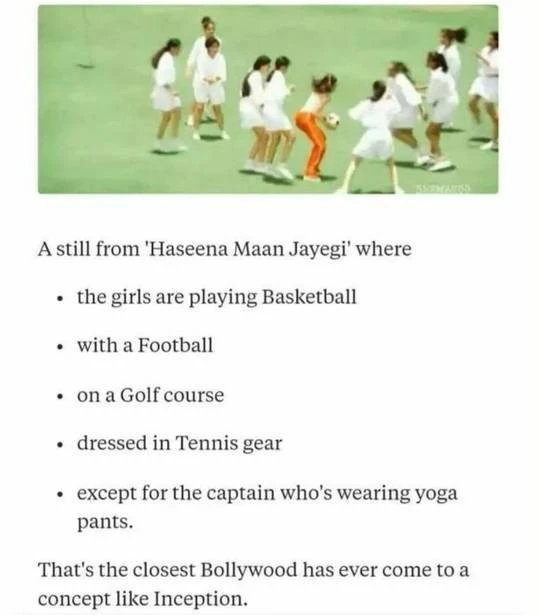 SHEMAROO
A still from 'Haseena Maan Jayegi' where
• the girls are playing Basketball
• with a Football
• on a Golf course
• dressed in Tennis gear
• except for the captain who's wearing yoga
pants.
That's the closest Bollywood has ever come to a
concept like Inception.